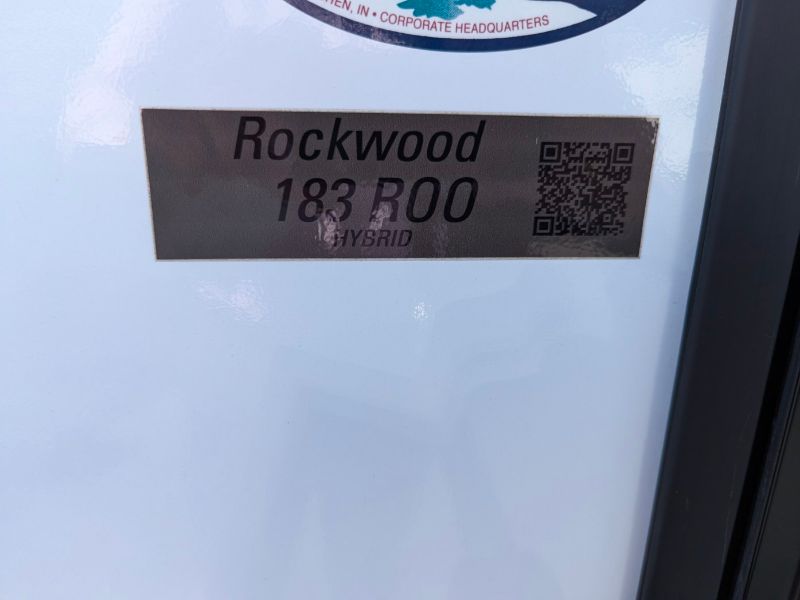 IN • CORPORATE HEADQUARTERS
Rockwood
183 ROO
HYBRID